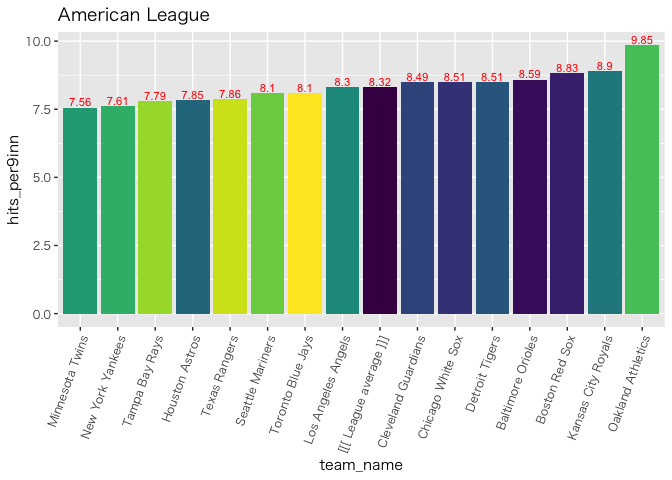 American League
hits_per9inn
10.0
7.5
5.0
2.5
0.0
7.56
7.61
7.79
7.85
7.86
8.1
8.1
8.3
8.32
8.49
8.51
8.51
8.59
8.83
8.9
9.85
Minnesota Twins
New York Yankees
Tampa Bay Rays
Houston Astros
Texas Rangers
Seattle Mariners
Toronto Blue Jays
Los Angeles Angels
[[[ League average ]]]
Cleveland Guardians
Chicago White Sox
Detroit Tigers
Baltimore Orioles
Boston Red Sox
Kansas City Royals
Oakland Athletics
team_name